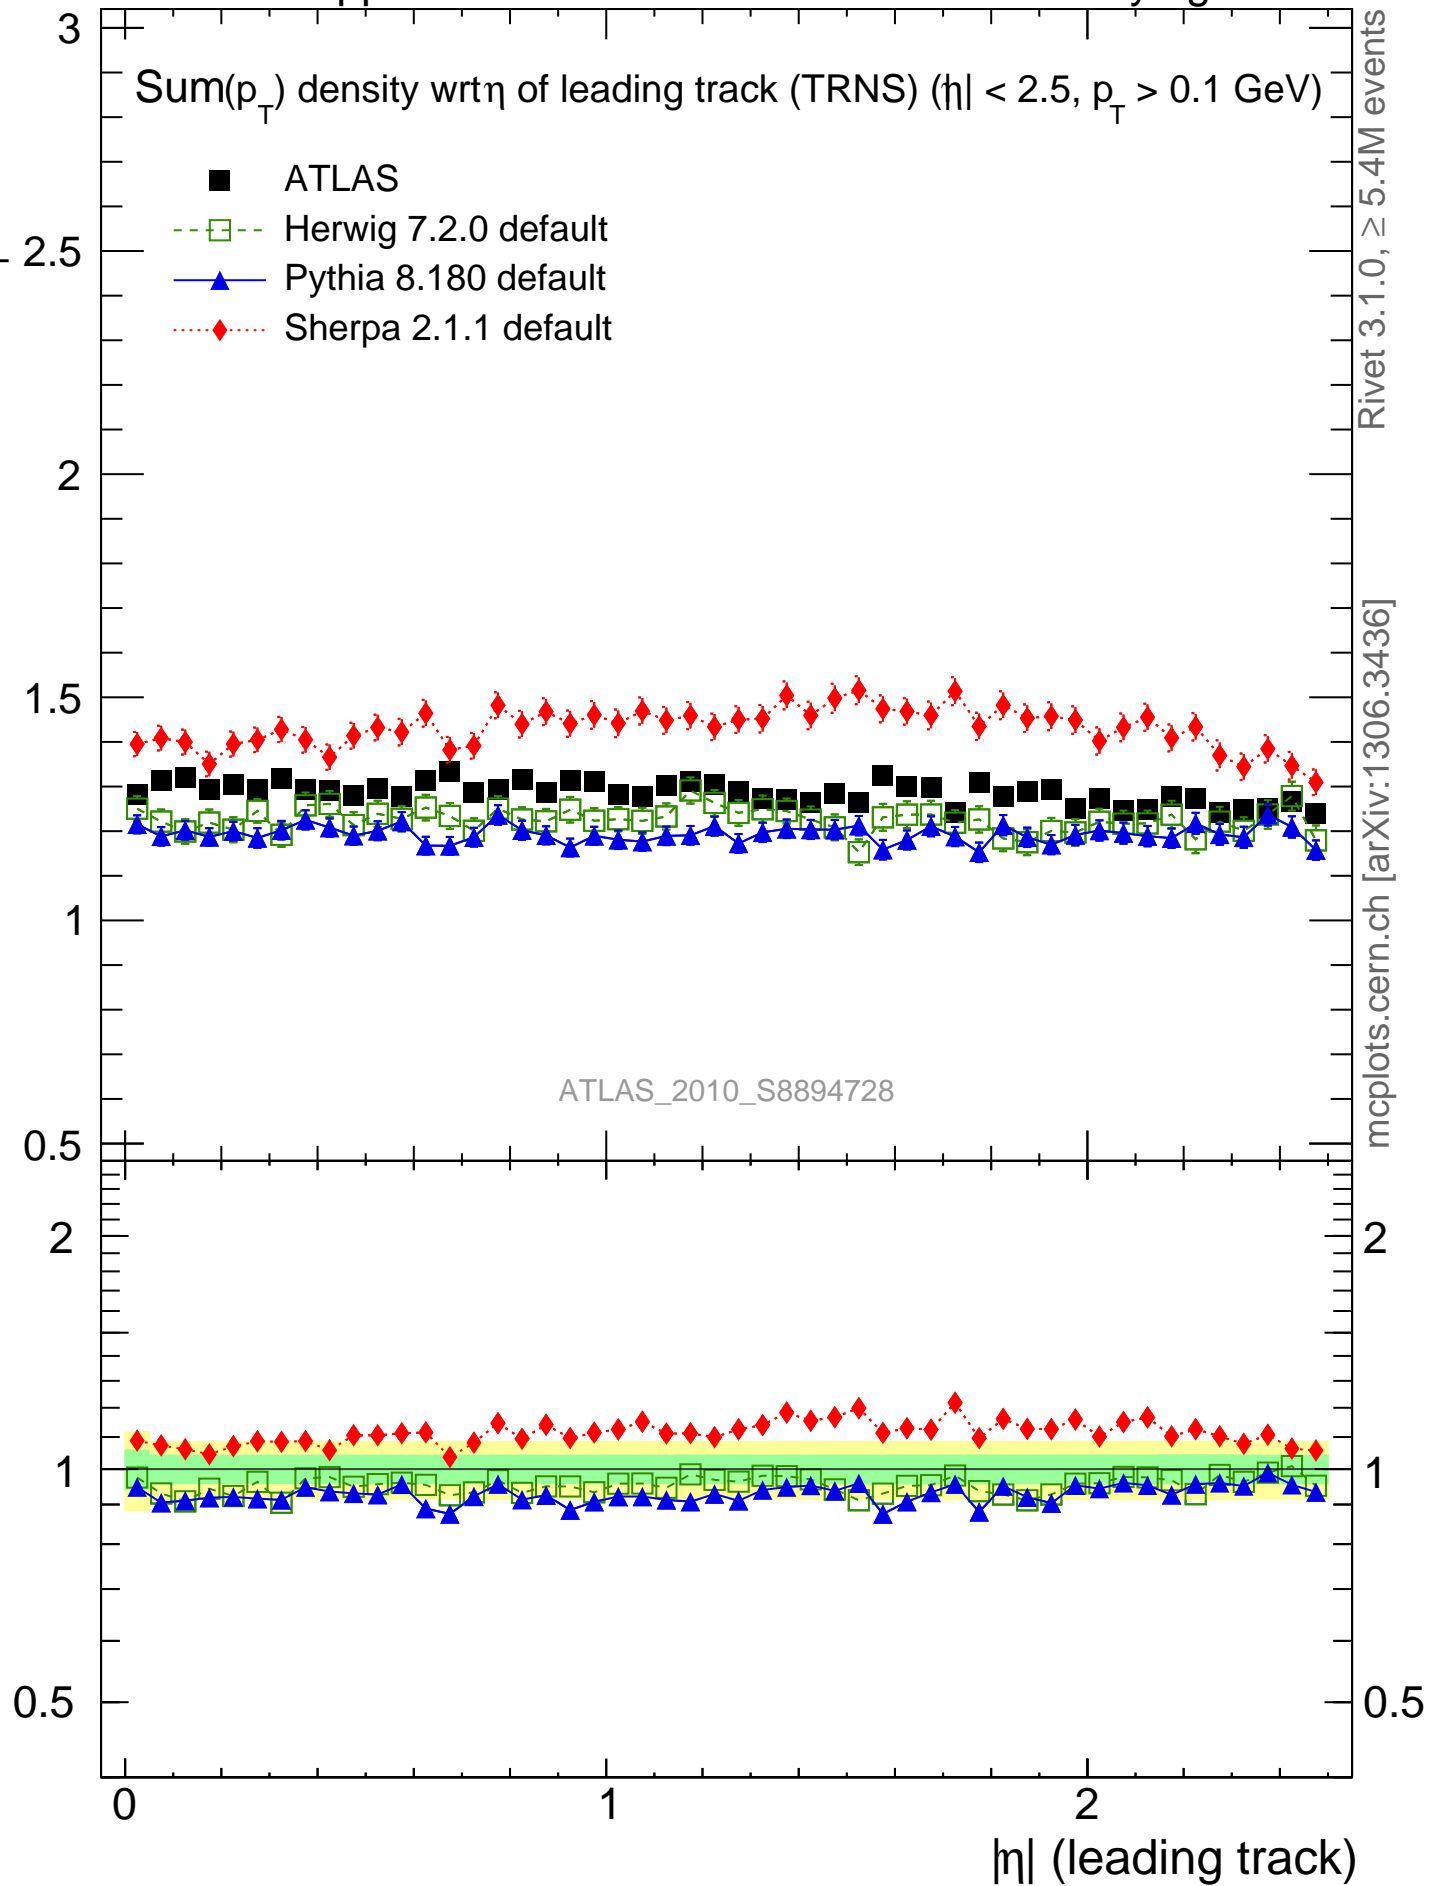 3
Sum(p_T) density wrt η of leading track (TRNS) (|η| < 2.5, p_T > 0.1 GeV)
ATLAS
Herwig 7.2.0 default
Pythia 8.180 default
Sherpa 2.1.1 default
2.5
2
1.5
1
0.5
ATLAS_2010_S8894728
Rivet 3.1.0, ≥ 5.4M events
mcplots.cern.ch [arXiv:1306.3436]
2 2
1 1
0.5 0.5
0 1 2
|η| (leading track)